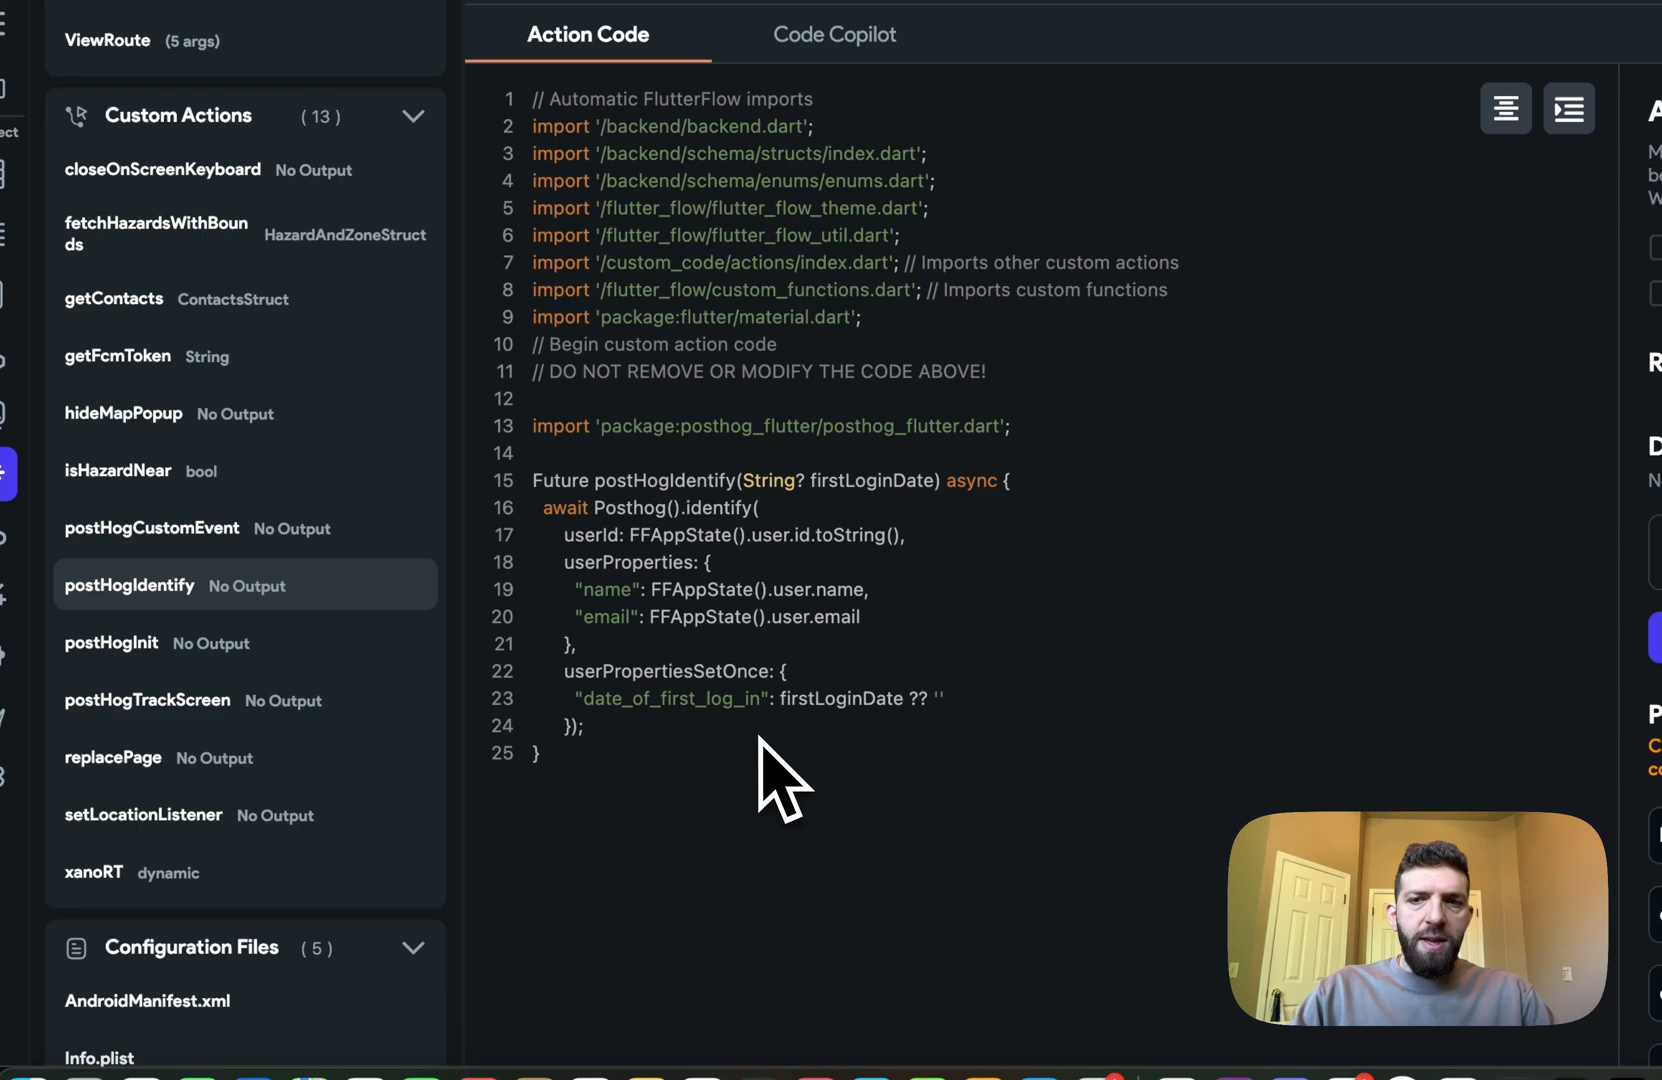 ViewRoute (5 args)
Action Code
Code Copilot
ect
Custom Actions (13)
closeOnScreenKeyboard No Output
fetchHazardsWithBoun
ds HazardAndZoneStruct
getContacts ContactsStruct
getFcmToken String
hideMapPopup No Output
isHazardNear bool
postHogCustomEvent No Output
postHogIdentify No Output
postHogInit No Output
postHogTrackScreen No Output
replacePage No Output
setLocationListener No Output
xanoRT dynamic
Configuration Files (5)
AndroidManifest.xml
Info.plist
1 // Automatic FlutterFlow imports
2 import '/backend/backend.dart';
3 import '/backend/schema/structs/index.dart';
4 import '/backend/schema/enums/enums.dart';
5 import '/flutter_flow/flutter_flow_theme.dart';
6 import '/flutter_flow/flutter_flow_util.dart';
7 import '/custom_code/actions/index.dart'; // Imports other custom actions
8 import '/flutter_flow/custom_functions.dart'; // Imports custom functions
9 import 'package:flutter/material.dart';
10 // Begin custom action code
11 // DO NOT REMOVE OR MODIFY THE CODE ABOVE!
12
13 import 'package:posthog_flutter/posthog_flutter.dart';
14
15 Future postHogIdentify(String? firstLoginDate) async {
16 await Posthog().identify(
17 userId: FFAppState().user.id.toString(),
18 userProperties: {
19 "name": FFAppState().user.name,
20 "email": FFAppState().user.email
21 },
22 userPropertiesSetOnce: {
23 "date_of_first_log_in": firstLoginDate ?? ''
24 });
25 }